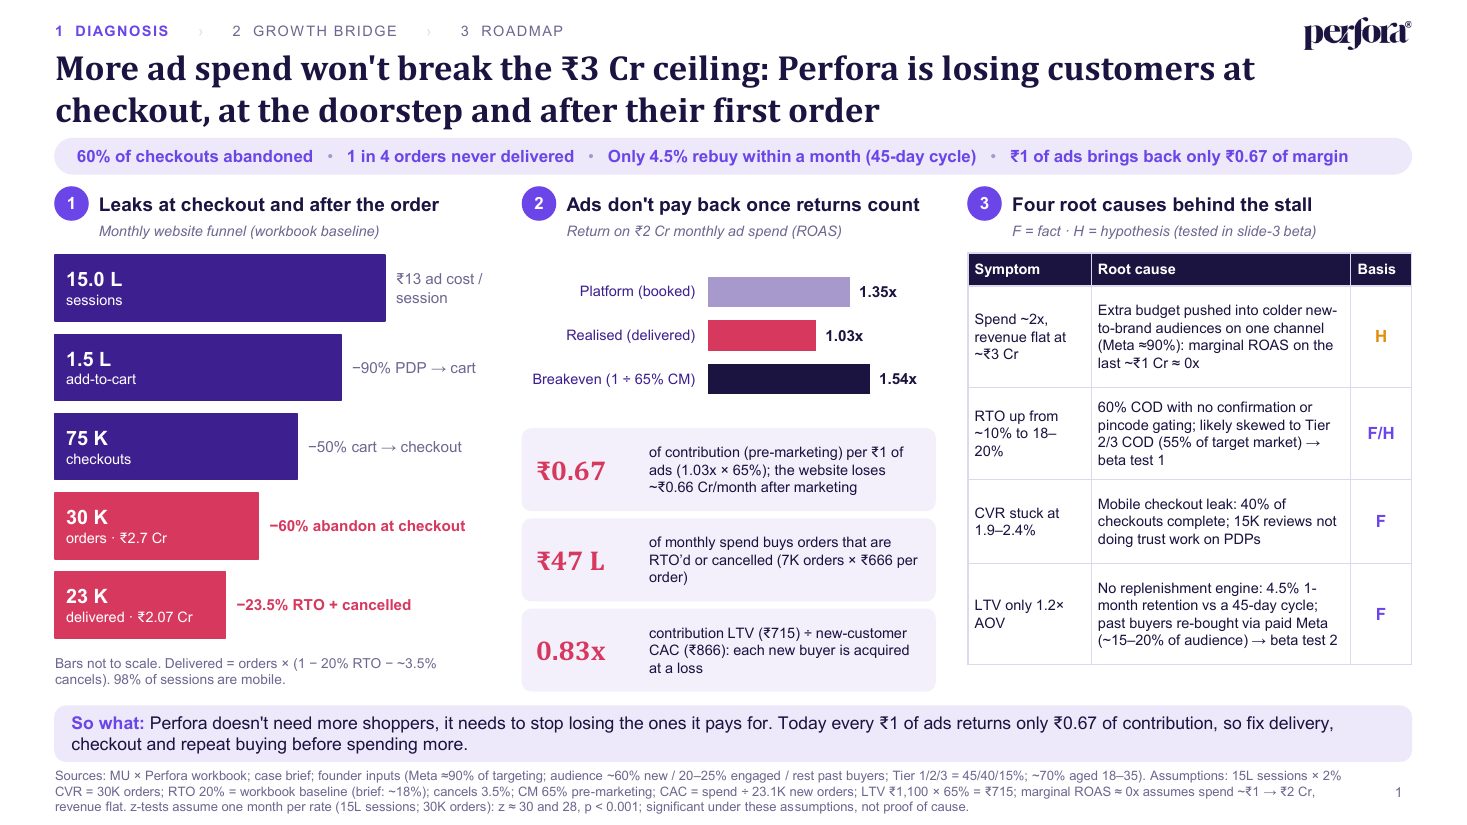 1 DIAGNOSIS › 2 GROWTH BRIDGE › 3 ROADMAP
perfora®
More ad spend won't break the ₹3 Cr ceiling: Perfora is losing customers at
checkout, at the doorstep and after their first order
60% of checkouts abandoned • 1 in 4 orders never delivered • Only 4.5% rebuy within a month (45-day cycle) • ₹1 of ads brings back only ₹0.67 of margin
1 Leaks at checkout and after the order
Monthly website funnel (workbook baseline)
15.0 L
sessions
₹13 ad cost /
session
1.5 L
add-to-cart
−90% PDP → cart
75 K
checkouts
−50% cart → checkout
30 K
orders · ₹2.7 Cr
−60% abandon at checkout
23 K
delivered · ₹2.07 Cr
−23.5% RTO + cancelled
Bars not to scale. Delivered = orders × (1 − 20% RTO − ~3.5%
cancels). 98% of sessions are mobile.
2 Ads don't pay back once returns count
Return on ₹2 Cr monthly ad spend (ROAS)
Platform (booked) 1.35x
Realised (delivered) 1.03x
Breakeven (1 ÷ 65% CM) 1.54x
₹0.67
of contribution (pre-marketing) per ₹1 of
ads (1.03x × 65%); the website loses
~₹0.66 Cr/month after marketing
₹47 L
of monthly spend buys orders that are
RTO’d or cancelled (7K orders × ₹666 per
order)
0.83x
contribution LTV (₹715) ÷ new-customer
CAC (₹866): each new buyer is acquired
at a loss
3 Four root causes behind the stall
F = fact · H = hypothesis (tested in slide-3 beta)
Symptom Root cause Basis
Spend ~2x,
revenue flat at
~₹3 Cr
Extra budget pushed into colder new-
to-brand audiences on one channel
(Meta ≈90%): marginal ROAS on the
last ~₹1 Cr ≈ 0x
H
RTO up from
~10% to 18–
20%
60% COD with no confirmation or
pincode gating; likely skewed to Tier
2/3 COD (55% of target market) →
beta test 1
F/H
CVR stuck at
1.9–2.4%
Mobile checkout leak: 40% of
checkouts complete; 15K reviews not
doing trust work on PDPs
F
LTV only 1.2×
AOV
No replenishment engine: 4.5% 1-
month retention vs a 45-day cycle;
past buyers re-bought via paid Meta
(~15–20% of audience) → beta test 2
F
So what: Perfora doesn't need more shoppers, it needs to stop losing the ones it pays for. Today every ₹1 of ads returns only ₹0.67 of contribution, so fix delivery,
checkout and repeat buying before spending more.
Sources: MU × Perfora workbook; case brief; founder inputs (Meta ≈90% of targeting; audience ~60% new / 20–25% engaged / rest past buyers; Tier 1/2/3 = 45/40/15%; ~70% aged 18–35). Assumptions: 15L sessions × 2%
CVR = 30K orders; RTO 20% = workbook baseline (brief: ~18%); cancels 3.5%; CM 65% pre-marketing; CAC = spend ÷ 23.1K new orders; LTV ₹1,100 × 65% = ₹715; marginal ROAS ≈ 0x assumes spend ~₹1 → ₹2 Cr,
revenue flat. z-tests assume one month per rate (15L sessions; 30K orders): z ≈ 30 and 28, p < 0.001; significant under these assumptions, not proof of cause.
1